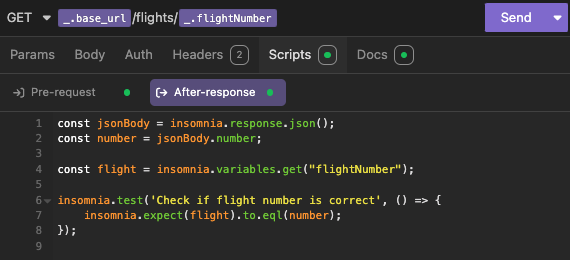 GET _.base_url /flights/ _.flightNumber Send
Params Body Auth Headers 2 Scripts Docs
Pre-request After-response
1 const jsonBody = insomnia.response.json();
2 const number = jsonBody.number;
3
4 const flight = insomnia.variables.get("flightNumber");
5
6 insomnia.test('Check if flight number is correct', () => {
7     insomnia.expect(flight).to.eql(number);
8 });
9